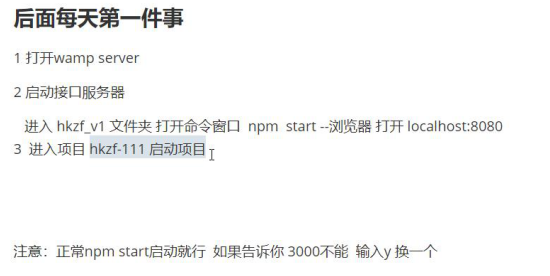 后面每天第一件事
1 打开wamp server
2 启动接口服务器
进入 hkzf_v1 文件夹 打开命令窗口 npm start --浏览器 打开 localhost:8080
3 进入项目 hkzf-111 启动项目
注意：正常npm start启动就行 如果告诉你 3000不能 输入y 换一个